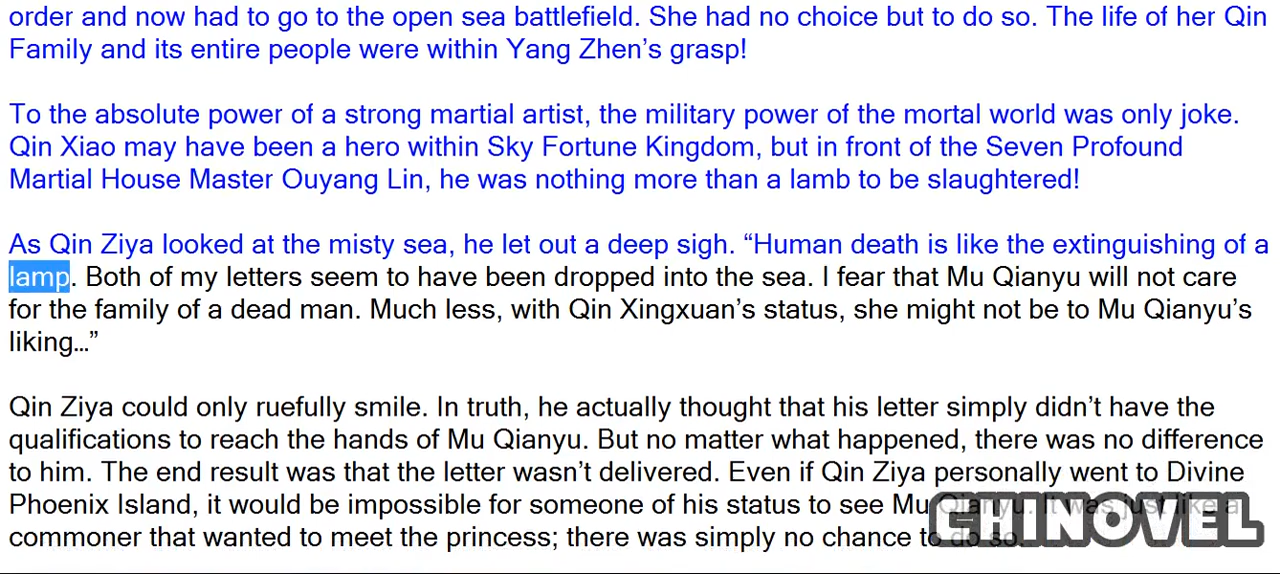 order and now had to go to the open sea battlefield. She had no choice but to do so. The life of her Qin
Family and its entire people were within Yang Zhen’s grasp!
To the absolute power of a strong martial artist, the military power of the mortal world was only joke.
Qin Xiao may have been a hero within Sky Fortune Kingdom, but in front of the Seven Profound
Martial House Master Ouyang Lin, he was nothing more than a lamb to be slaughtered!
As Qin Ziya looked at the misty sea, he let out a deep sigh. “Human death is like the extinguishing of a
lamp. Both of my letters seem to have been dropped into the sea. I fear that Mu Qianyu will not care
for the family of a dead man. Much less, with Qin Xingxuan’s status, she might not be to Mu Qianyu’s
liking…”
Qin Ziya could only ruefully smile. In truth, he actually thought that his letter simply didn’t have the
qualifications to reach the hands of Mu Qianyu. But no matter what happened, there was no difference
to him. The end result was that the letter wasn’t delivered. Even if Qin Ziya personally went to Divine
Phoenix Island, it would be impossible for someone of his status to see Mu Qianyu. It was just like a
commoner that wanted to meet the princess; there was simply no chance to do so.
CHINOVEL